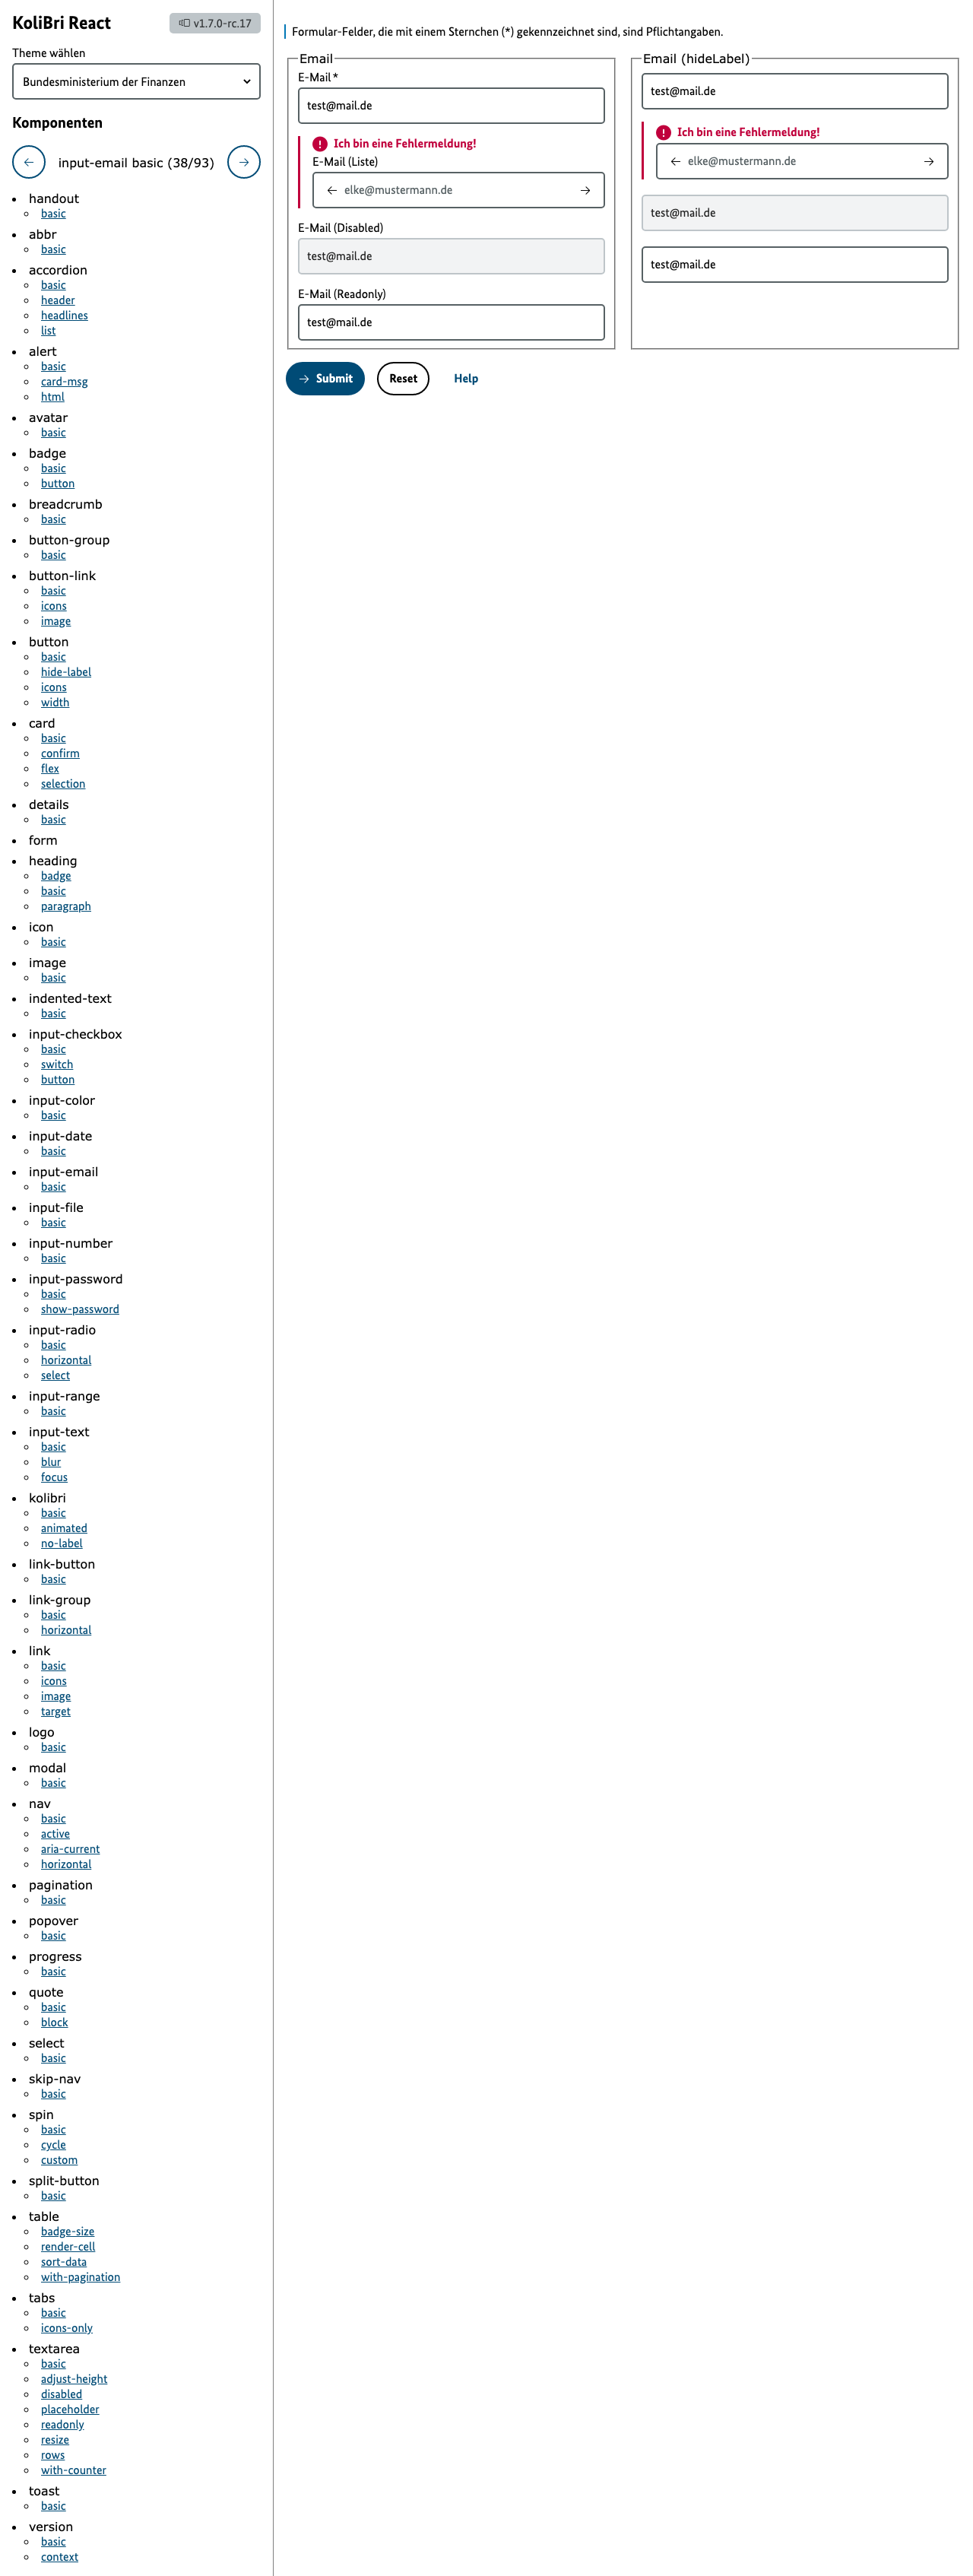 KoliBri React
v1.7.0-rc.17
Theme wählen
Bundesministerium der Finanzen
Komponenten
input-email basic (38/93)
handout
basic
abbr
basic
accordion
basic
header
headlines
list
alert
basic
card-msg
html
avatar
basic
badge
basic
button
breadcrumb
basic
button-group
basic
button-link
basic
icons
image
button
basic
hide-label
icons
width
card
basic
confirm
flex
selection
details
basic
form
heading
badge
basic
paragraph
icon
basic
image
basic
indented-text
basic
input-checkbox
basic
switch
button
input-color
basic
input-date
basic
input-email
basic
input-file
basic
input-number
basic
input-password
basic
show-password
input-radio
basic
horizontal
select
input-range
basic
input-text
basic
blur
focus
kolibri
basic
animated
no-label
link-button
basic
link-group
basic
horizontal
link
basic
icons
image
target
logo
basic
modal
basic
nav
basic
active
aria-current
horizontal
pagination
basic
popover
basic
progress
basic
quote
basic
block
select
basic
skip-nav
basic
spin
basic
cycle
custom
split-button
basic
table
badge-size
render-cell
sort-data
with-pagination
tabs
basic
icons-only
textarea
basic
adjust-height
disabled
placeholder
readonly
resize
rows
with-counter
toast
basic
version
basic
context
Formular-Felder, die mit einem Sternchen (*) gekennzeichnet sind, sind Pflichtangaben.
Email
E-Mail *
test@mail.de
Ich bin eine Fehlermeldung!
E-Mail (Liste)
elke@mustermann.de
E-Mail (Disabled)
test@mail.de
E-Mail (Readonly)
test@mail.de
Email (hideLabel)
test@mail.de
Ich bin eine Fehlermeldung!
elke@mustermann.de
test@mail.de
test@mail.de
Submit
Reset
Help